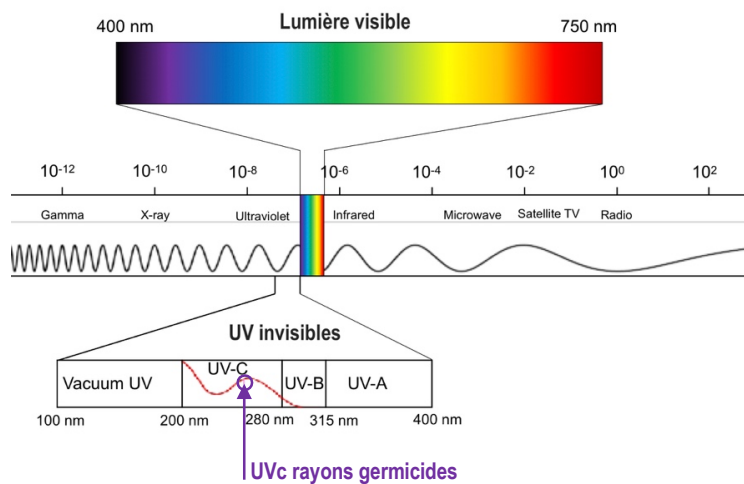 Lumière visible
400 nm 750 nm
10-12 10-10 10-8 10-6 10-4 10-2 100 102
Gamma X-ray Ultraviolet Infrared Microwave Satellite TV Radio
UV invisibles
Vacuum UV UV-C UV-B UV-A
100 nm 200 nm 280 nm 315 nm 400 nm
UVc rayons germicides